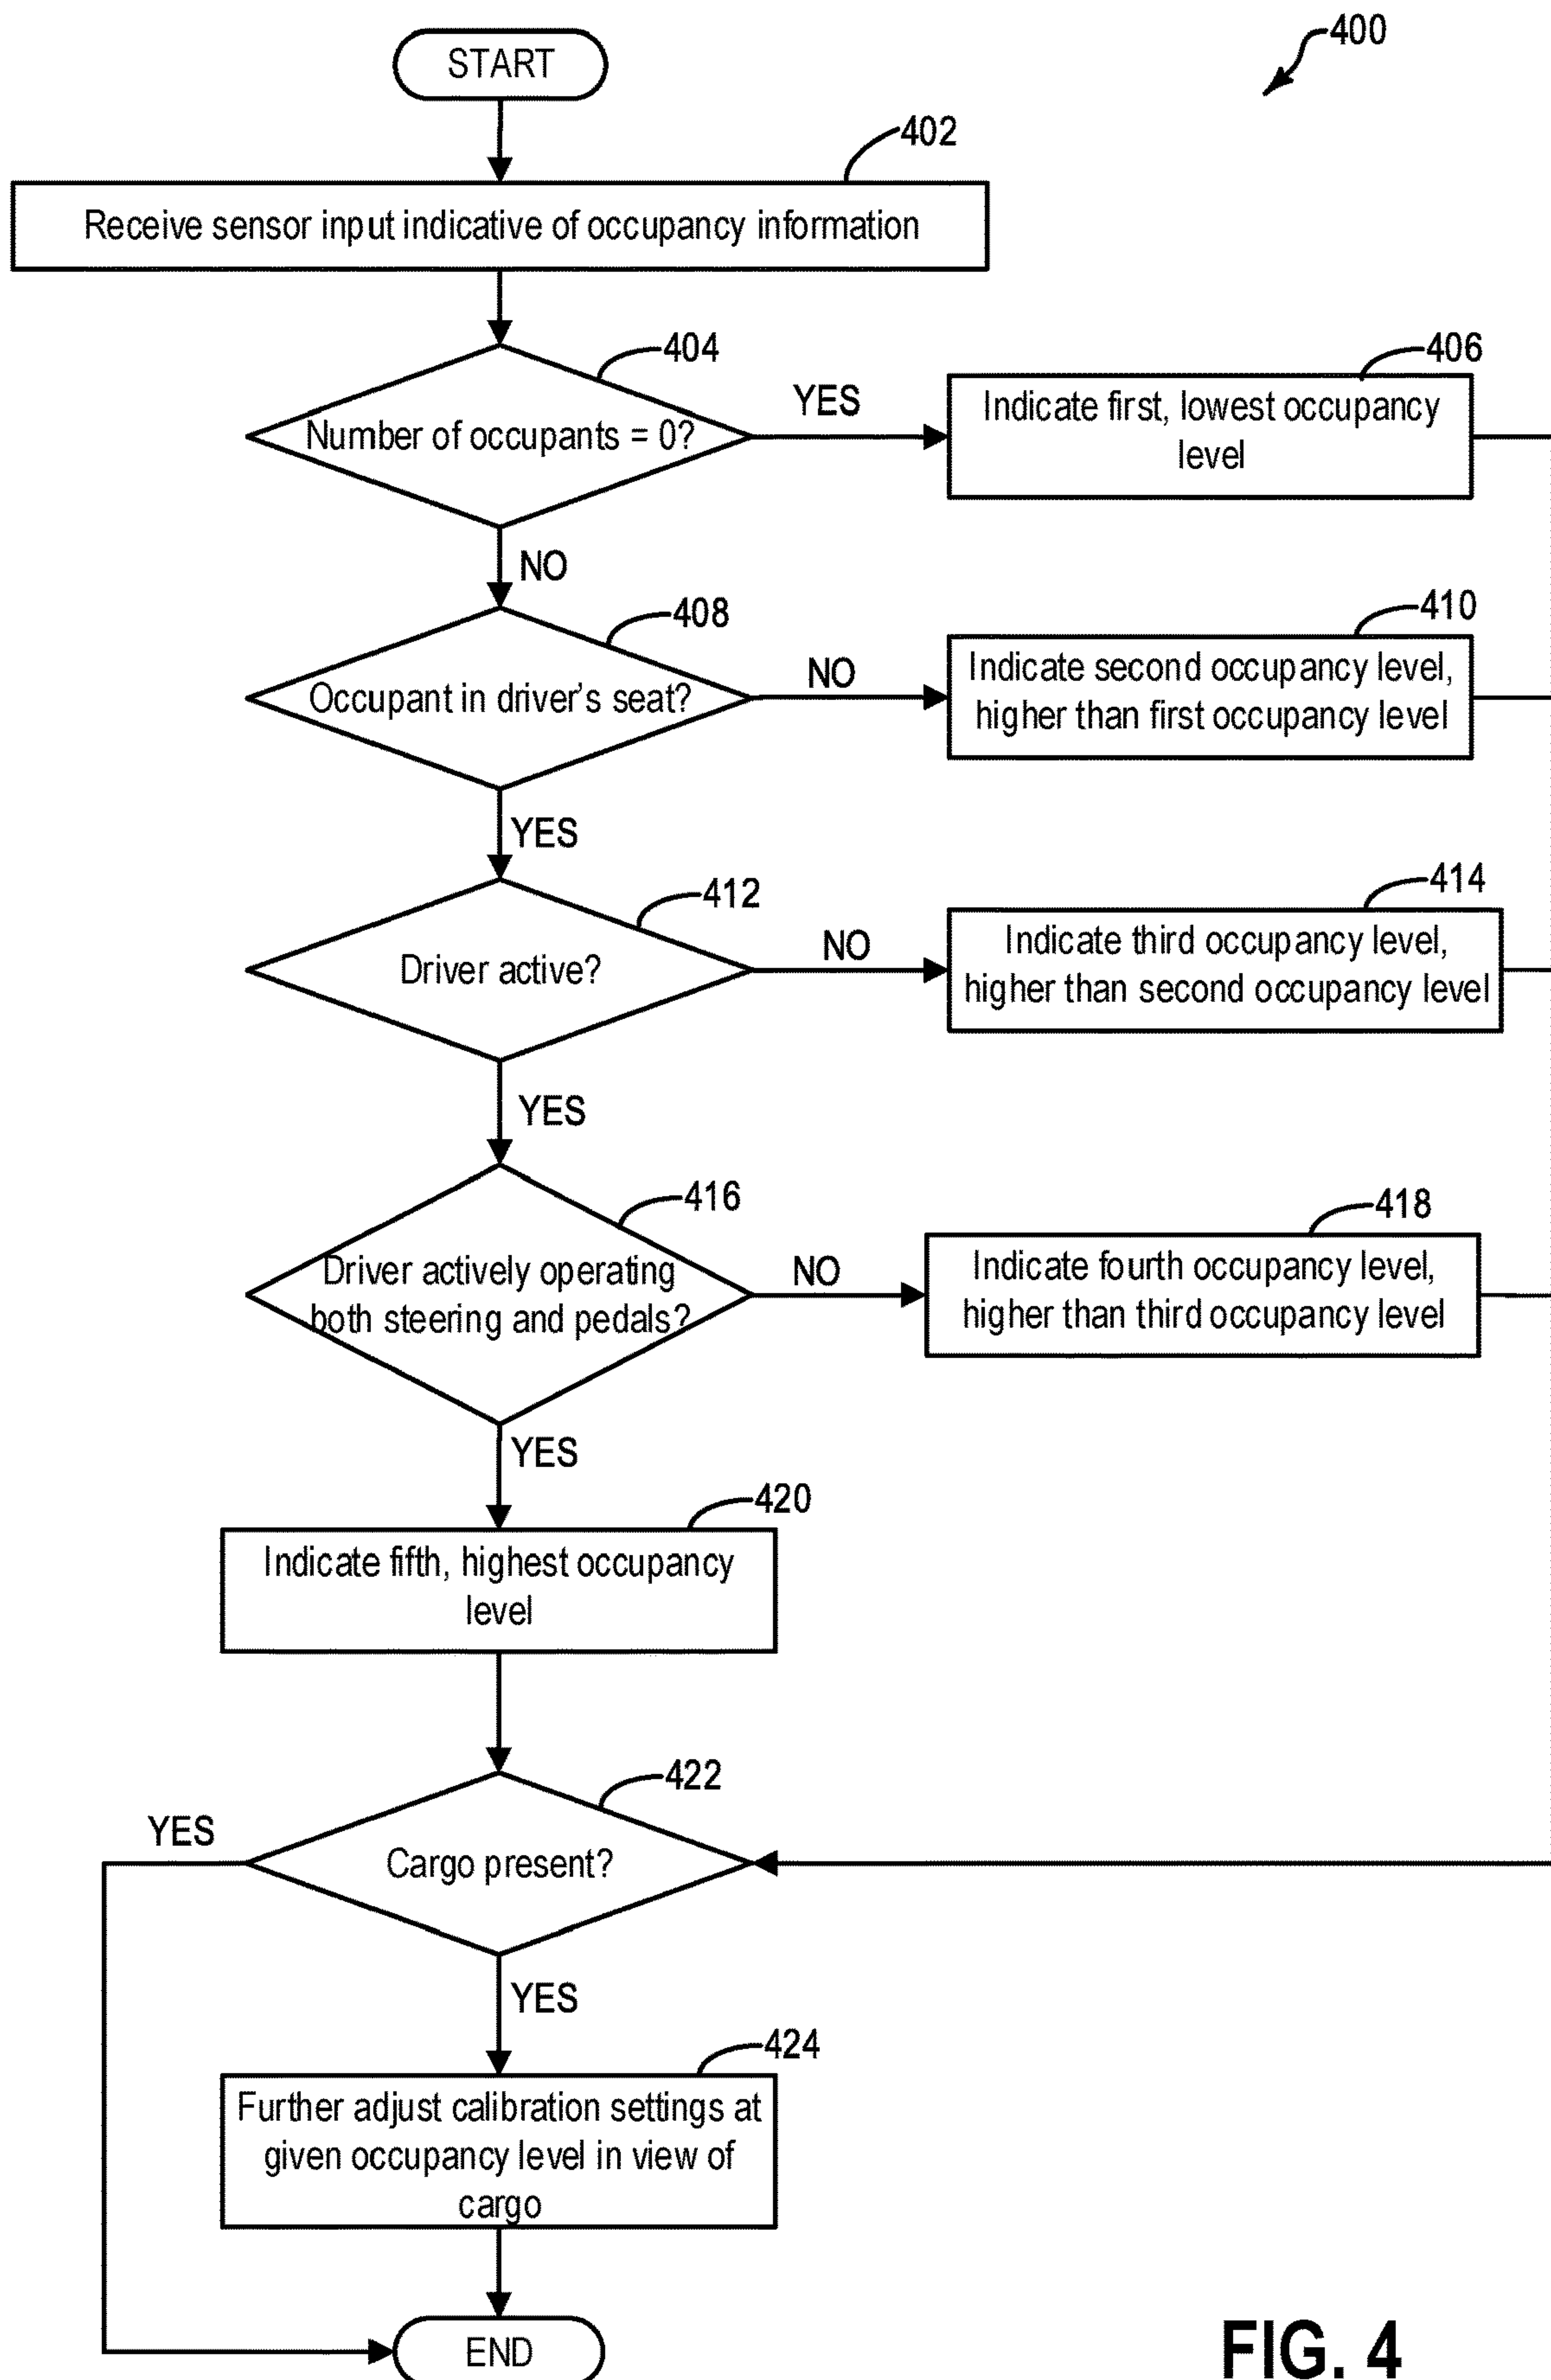 400
START
402
Receive sensor input indicative of occupancy information
404
Number of occupants = 0?
YES
406
Indicate first, lowest occupancy
level
NO
408
Occupant in driver's seat?
NO
410
Indicate second occupancy level,
higher than first occupancy level
YES
412
Driver active?
NO
414
Indicate third occupancy level,
higher than second occupancy level
YES
416
Driver actively operating
both steering and pedals?
NO
418
Indicate fourth occupancy level,
higher than third occupancy level
YES
420
Indicate fifth, highest occupancy
level
422
Cargo present?
YES
YES
424
Further adjust calibration settings at
given occupancy level in view of
cargo
END
FIG. 4